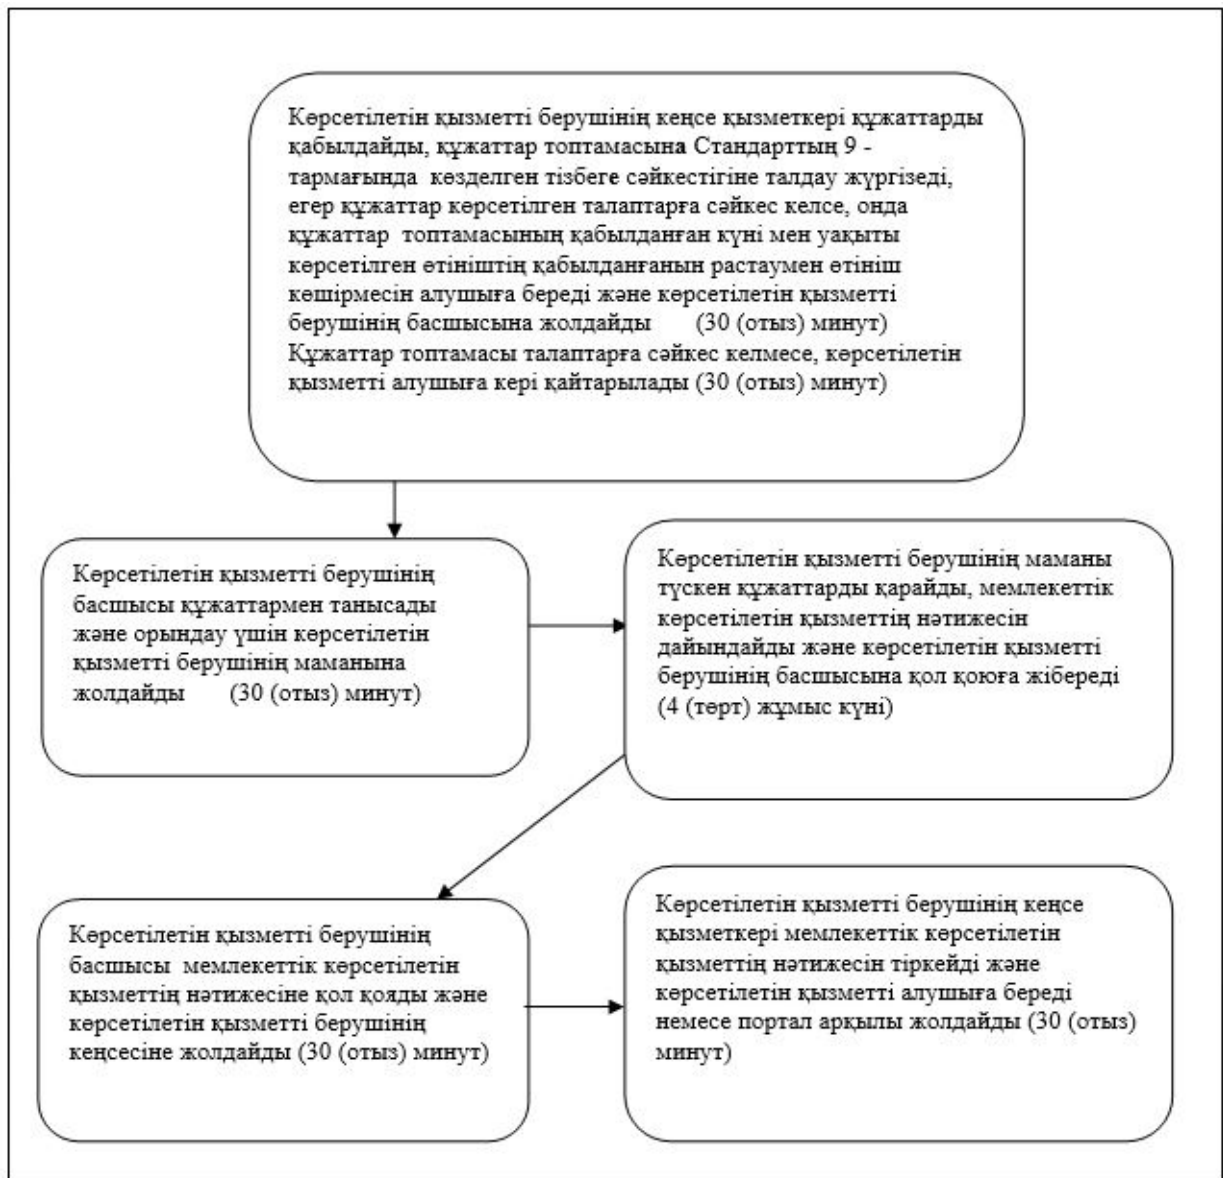 Көрсетілетін қызметті берушінің кеңсе қызметкері құжаттарды
қабылдайды, құжаттар топтамасына Стандарттың 9 -
тармағында көзделген тізбеге сәйкестігіне талдау жүргізеді,
егер құжаттар көрсетілген талаптарға сәйкес келсе, онда
құжаттар топтамасының қабылданған күні мен уақыты
көрсетілген өтініштің қабылданғанын растаумен өтініш
көшірмесін алушыға береді және көрсетілетін қызметті
берушінің басшысына жолдайды (30 (отыз) минут)
Құжаттар топтамасы талаптарға сәйкес келмесе, көрсетілетін
қызметті алушыға кері қайтарылады (30 (отыз) минут)
Көрсетілетін қызметті берушінің
басшысы құжаттармен танысады
және орындау үшін көрсетілетін
қызметті берушінің маманына
жолдайды (30 (отыз) минут)
Көрсетілетін қызметті берушінің маманы
түскен құжаттарды қарайды, мемлекеттік
көрсетілетін қызметтің нәтижесін
дайындайды және көрсетілетін қызметті
берушінің басшысына қол қоюға жібереді
(4 (төрт) жұмыс күні)
Көрсетілетін қызметті берушінің
басшысы мемлекеттік көрсетілетін
қызметтің нәтижесіне қол қояды және
көрсетілетін қызметті берушінің
кеңсесіне жолдайды (30 (отыз) минут)
Көрсетілетін қызметті берушінің кеңсе
қызметкері мемлекеттік көрсетілетін
қызметтің нәтижесін тіркейді және
көрсетілетін қызметті алушыға береді
немесе портал арқылы жолдайды (30 (отыз)
минут)